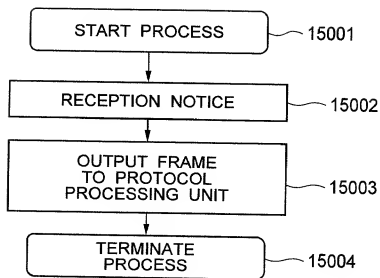 START PROCESS
15001
RECEPTION NOTICE
15002
OUTPUT FRAME
TO PROTOCOL
PROCESSING UNIT
15003
TERMINATE
PROCESS
15004